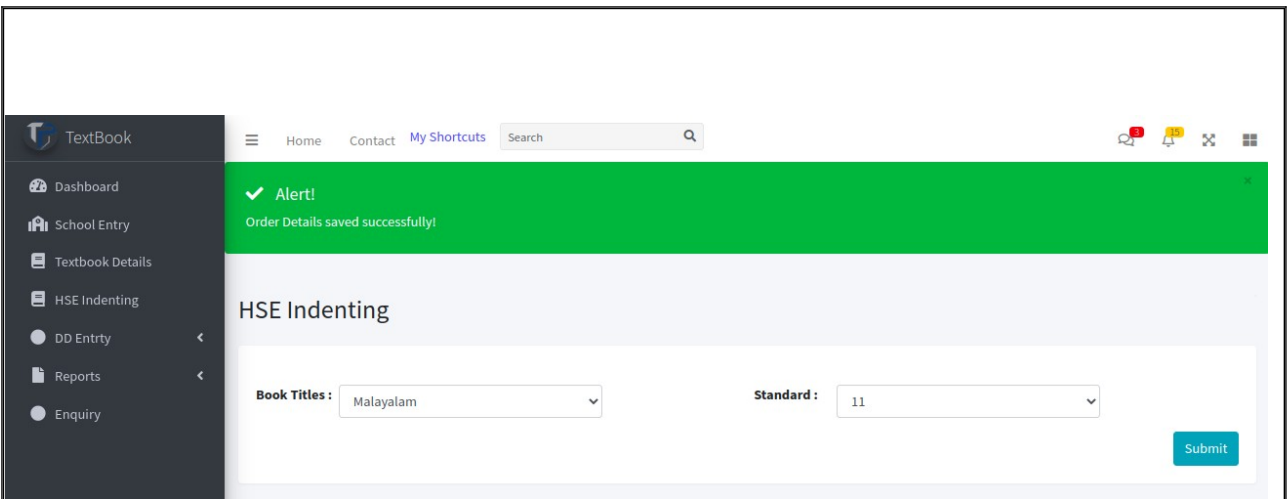 TextBook
Home Contact My Shortcuts Search
3
15
Dashboard
School Entry
Textbook Details
HSE Indenting
DD Entrty
Reports
Enquiry
Alert!
×
Order Details saved successfully!
HSE Indenting
Book Titles : Malayalam
Standard : 11
Submit